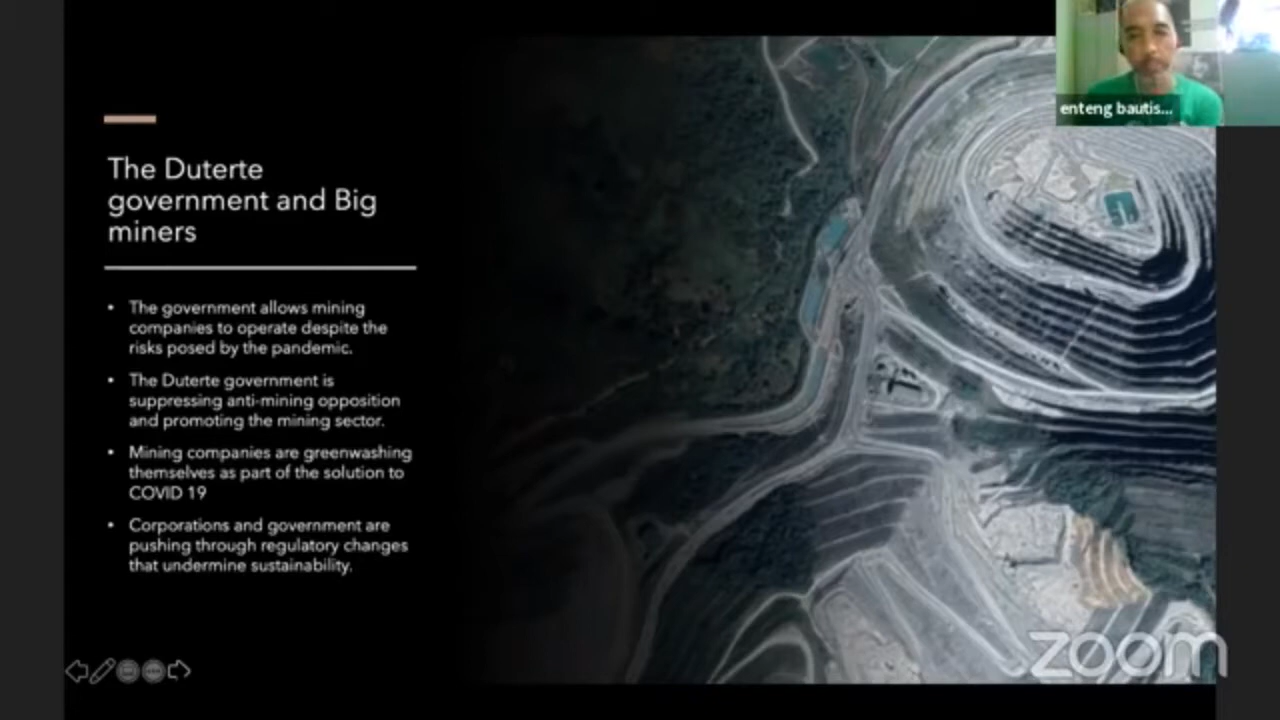 enteng bautis...
The Duterte
government and Big
miners
• The government allows mining
companies to operate despite the
risks posed by the pandemic.
• The Duterte government is
suppressing anti-mining opposition
and promoting the mining sector.
• Mining companies are greenwashing
themselves as part of the solution to
COVID 19
• Corporations and government are
pushing through regulatory changes
that undermine sustainability.
zoom